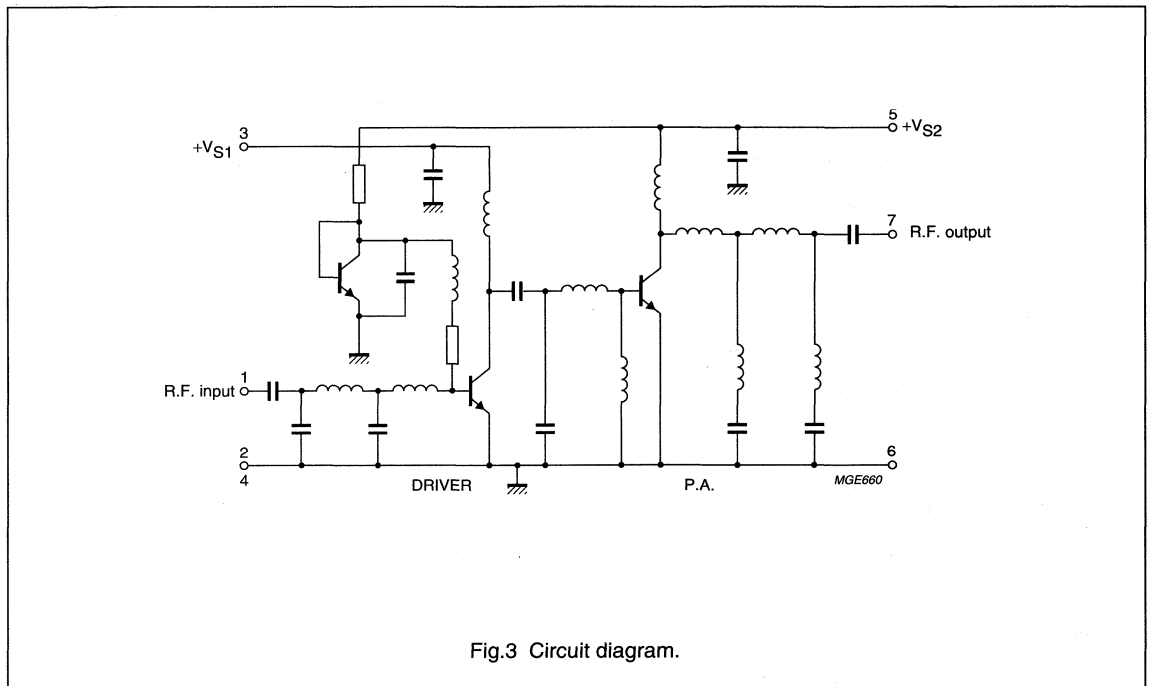 5
+VS2
3
+VS1
7
R.F. output
1
R.F. input
2
4
DRIVER
P.A.
6
MGE660
Fig.3 Circuit diagram.